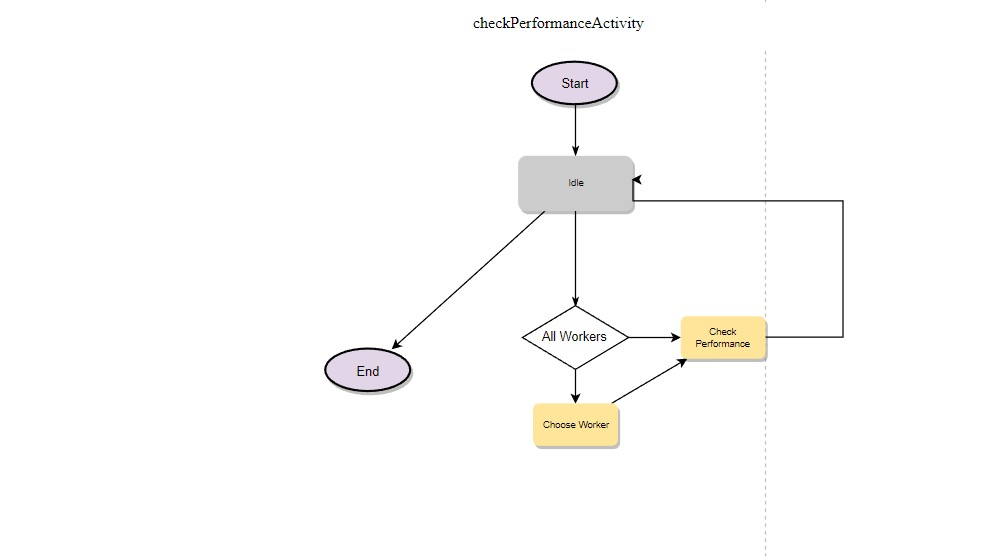 checkPerformanceActivity
Start
Idle
All Workers
Check
Performance
End
Choose Worker